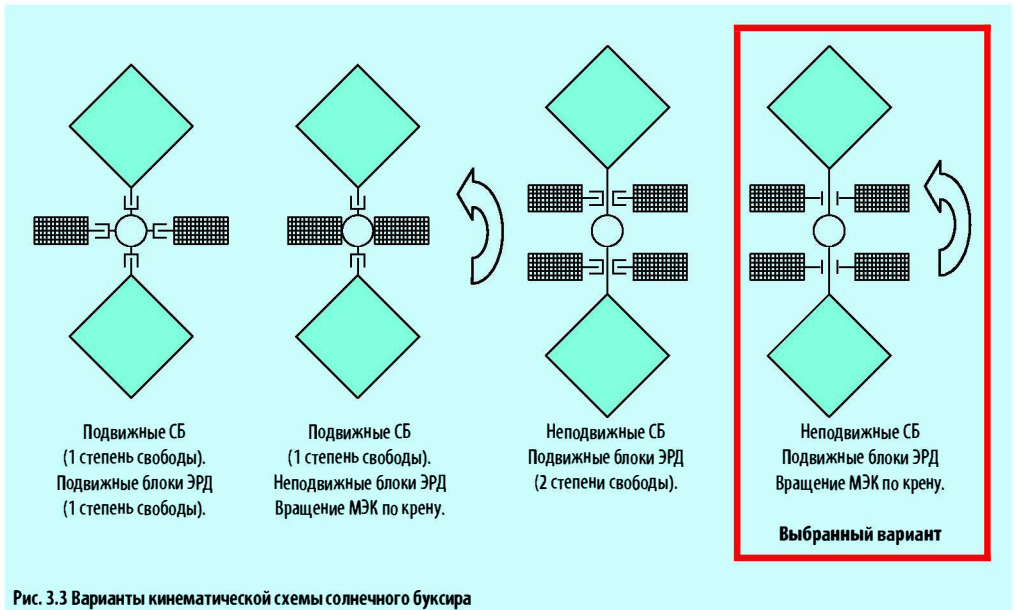 Подвижные СБ
(1 степень свободы).
Подвижные блоки ЭРД
(1 степень свободы).
Подвижные СБ
(1 степень свободы).
Неподвижные блоки ЭРД
Вращение МЭК по крену.
Неподвижные СБ
Подвижные блоки ЭРД
(2 степени свободы).
Неподвижные СБ
Подвижные блоки ЭРД
Вращение МЭК по крену.
Выбранный вариант
Рис. 3.3 Варианты кинематической схемы солнечного буксира